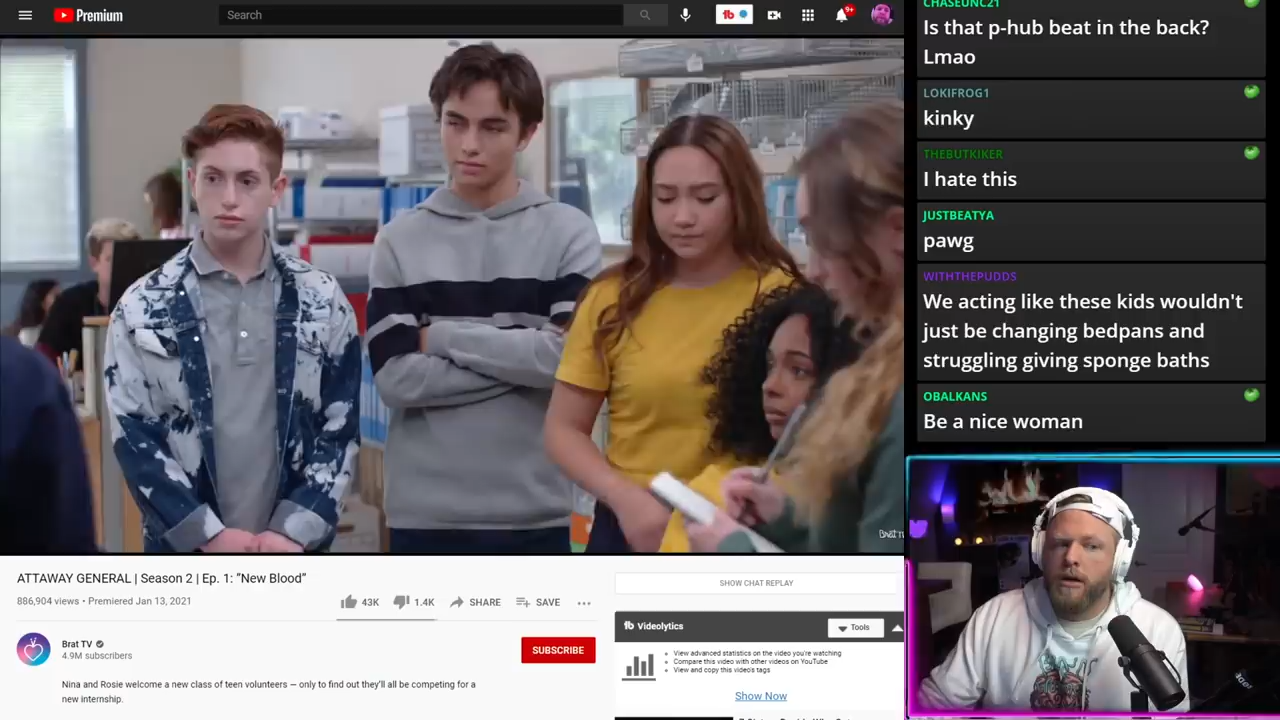 Premium
Search
9+
CHASEUNC21
Is that p-hub beat in the back?
Lmao
LOKIFROG1
kinky
THEBUTKIKER
I hate this
JUSTBEATYA
pawg
WITHTHEPUDDS
We acting like these kids wouldn't
just be changing bedpans and
struggling giving sponge baths
OBALKANS
Be a nice woman
ATTAWAY GENERAL | Season 2 | Ep. 1: “New Blood”
886,904 views • Premiered Jan 13, 2021
43K
1.4K
SHARE
SAVE
SHOW CHAT REPLAY
Brat TV
4.9M subscribers
SUBSCRIBE
Nina and Rosie welcome a new class of teen volunteers — only to find out they'll all be competing for a
new internship.
tb Videolytics
Tools
View advanced statistics on the video you're watching
Compare this video with other videos on YouTube
View and copy this video's tags
Show Now